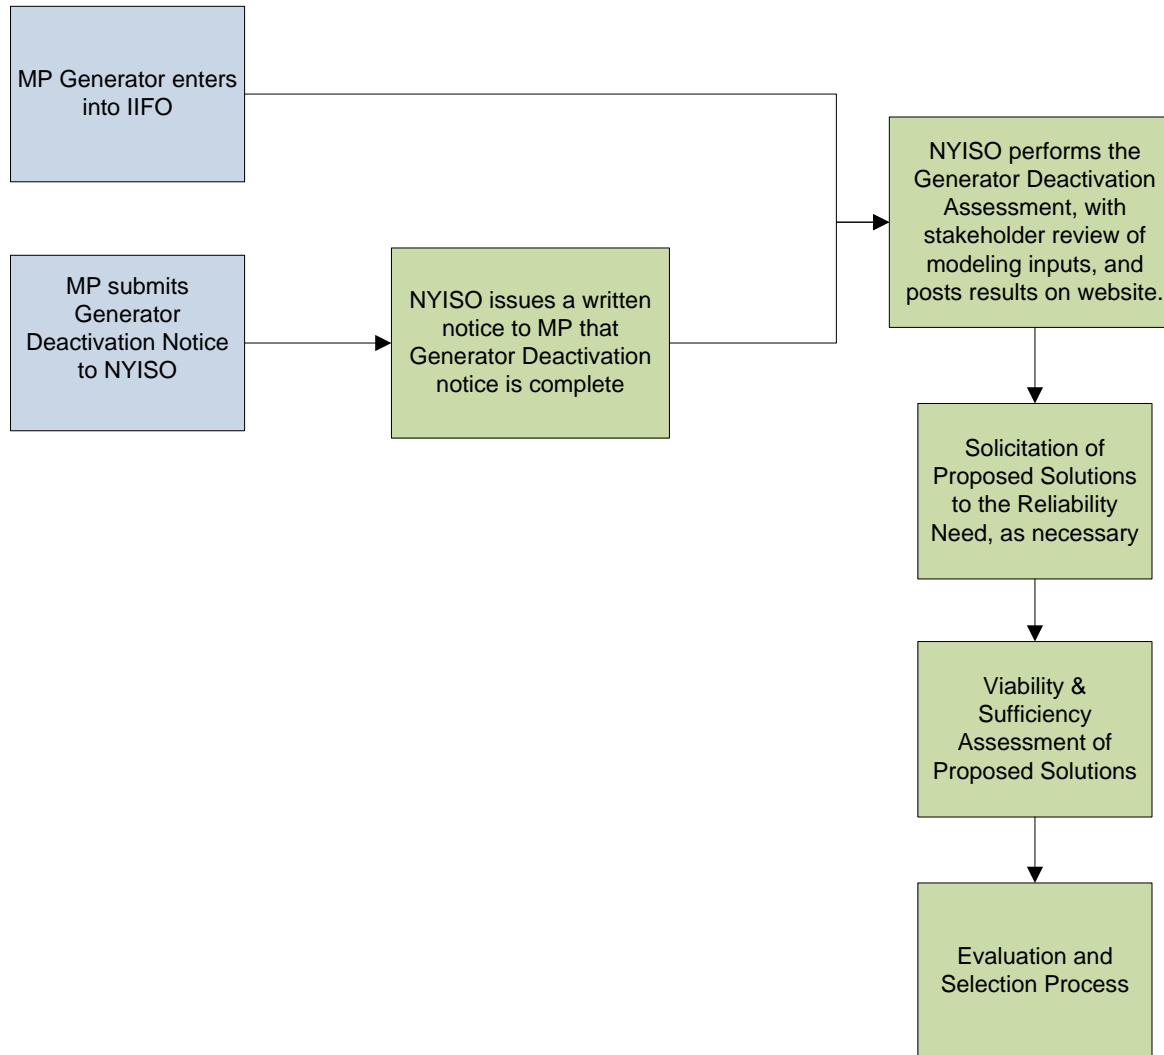 MP Generator enters
into IIFO
NYISO performs the
Generator Deactivation
Assessment, with
stakeholder review of
modeling inputs, and
posts results on website.
MP submits
Generator
Deactivation Notice
to NYISO
NYISO issues a written
notice to MP that
Generator Deactivation
notice is complete
Solicitation of
Proposed Solutions
to the Reliability
Need, as necessary
Viability &
Sufficiency
Assessment of
Proposed Solutions
Evaluation and
Selection Process